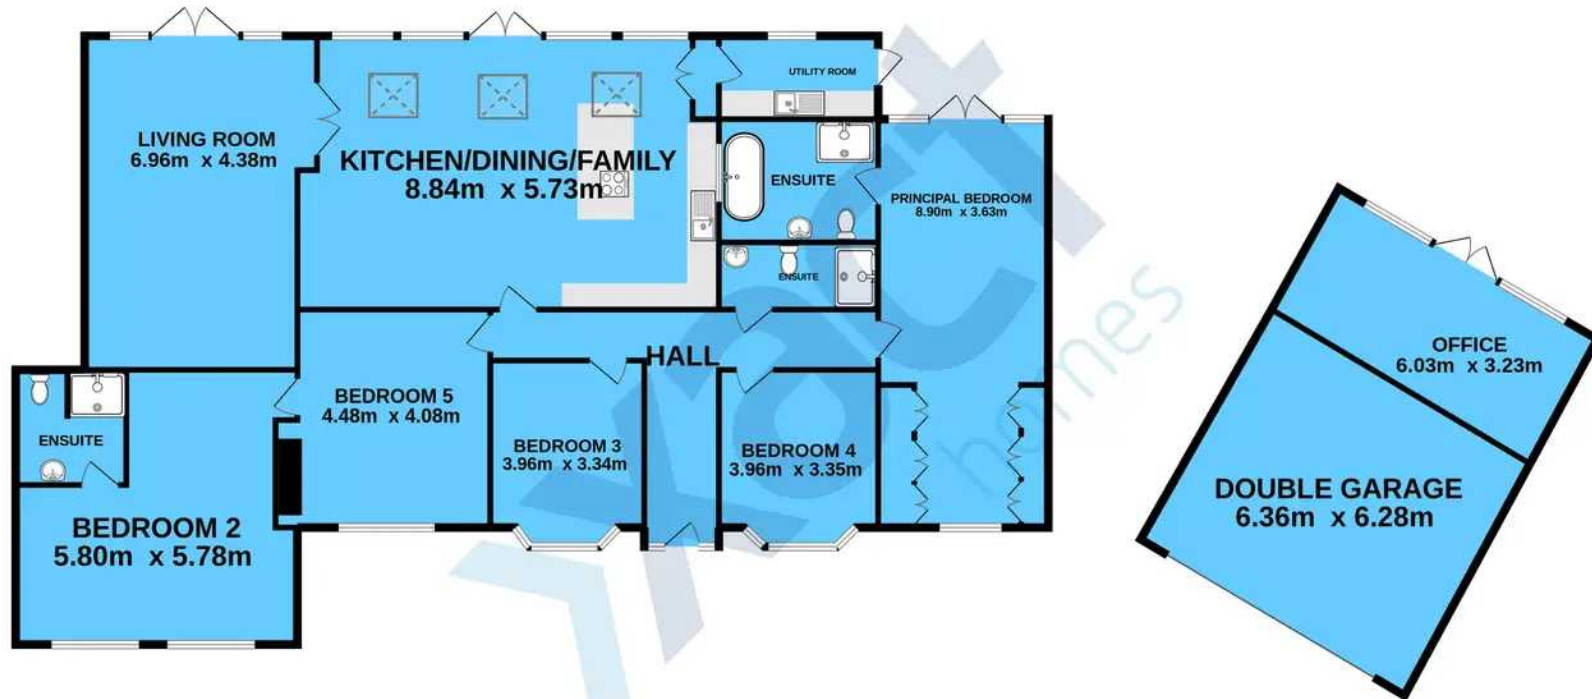 LIVING ROOM
6.96m x 4.38m
KITCHEN/DINING/FAMILY
8.84m x 5.73m
UTILITY ROOM
ENSUITE
PRINCIPAL BEDROOM
8.90m x 3.63m
ENSUITE
HALL
BEDROOM 5
4.48m x 4.08m
BEDROOM 3
3.96m x 3.34m
BEDROOM 4
3.96m x 3.35m
ENSUITE
BEDROOM 2
5.80m x 5.78m
OFFICE
6.03m x 3.23m
DOUBLE GARAGE
6.36m x 6.28m
xact
homes